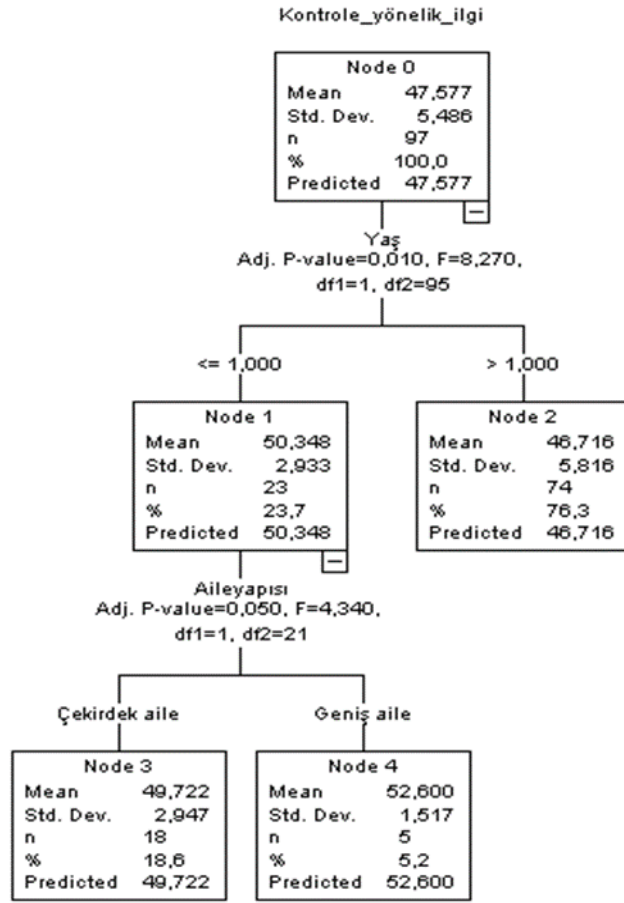 Kontrole_yönelik_ilgi
Node 0
Mean 47,577
Std. Dev. 5,486
n 97
% 100,0
Predicted 47,577
Yaş
Adj. P-value=0,010, F=8,270,
df1=1, df2=95
<= 1,000
> 1,000
Node 1
Mean 50,348
Std. Dev. 2,933
n 23
% 23,7
Predicted 50,348
Node 2
Mean 46,716
Std. Dev. 5,816
n 74
% 76,3
Predicted 46,716
Aileyapısı
Adj. P-value=0,050, F=4,340,
df1=1, df2=21
Çekirdek aile
Geniş aile
Node 3
Mean 49,722
Std. Dev. 2,947
n 18
% 18,6
Predicted 49,722
Node 4
Mean 52,600
Std. Dev. 1,517
n 5
% 5,2
Predicted 52,600